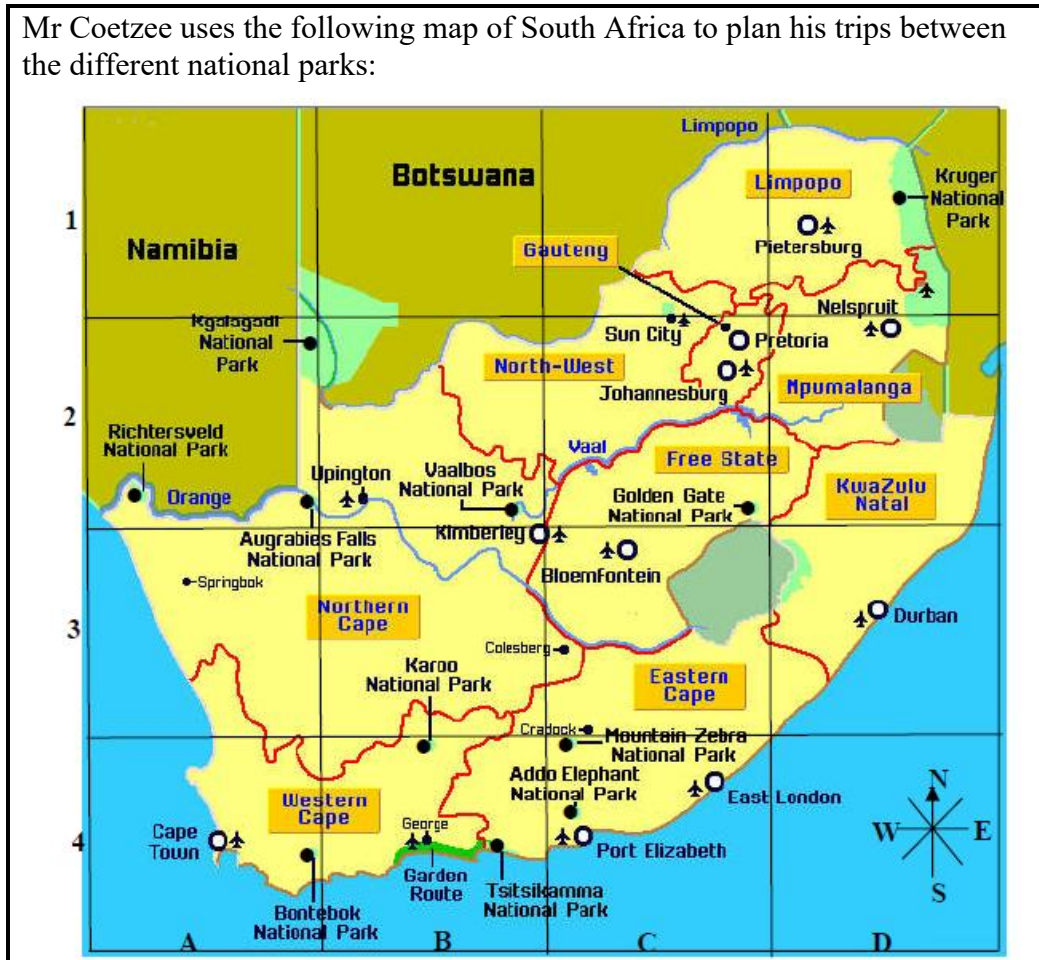 Mr Coetzee uses the following map of South Africa to plan his trips between
the different national parks:
Limpopo
Botswana
Limpopo
Kruger
National
Park
1
Namibia
Gauteng
Pietersburg
Kgalagadi
National
Park
Sun City
Nelspruit
Pretoria
North-West
Johannesburg
Mpumalanga
2
Richtersveld
National Park
Upington
Vaalbos
National Park
Vaal
Free State
Orange
Golden Gate
National Park
KwaZulu
Natal
Augrabies Falls
National Park
Kimberley
Bloemfontein
Springbok
Northern
Cape
Durban
3
Colesberg
Karoo
National Park
Eastern
Cape
Cradock
Mountain Zebra
National Park
Addo Elephant
National Park
Western
Cape
East London
N
W
E
S
4
Cape
Town
George
Port Elizabeth
Garden
Route
Tsitsikamma
National Park
Bontebok
National Park
A
B
C
D